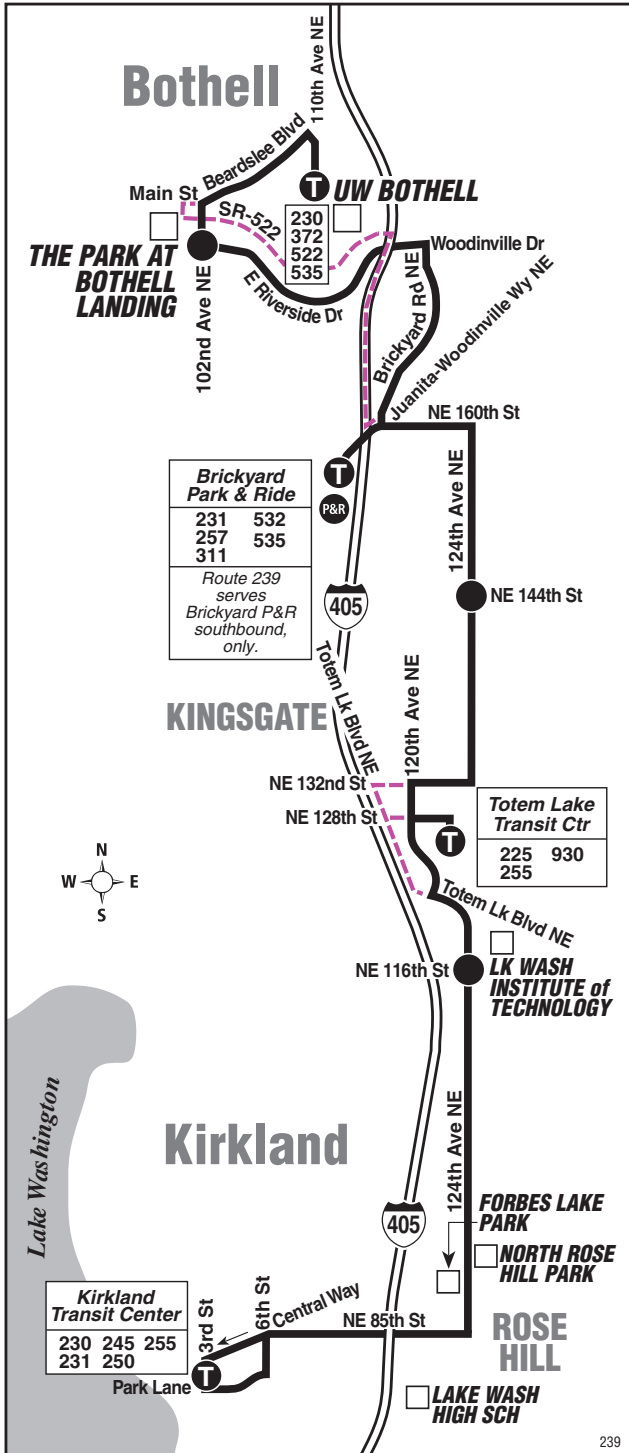 Bothell
110th Ave NE
Beardslee Blvd
Main St
SR-522
T
UW BOTHELL
230
372
522
535
THE PARK AT
BOTHELL
LANDING
102nd Ave NE
E Riverside Dr
Woodinville Dr
Brickyard Rd NE
Juanita-Woodinville Wy NE
NE 160th St
T
P&R
Brickyard
Park & Ride
231 532
257 535
311
Route 239
serves
Brickyard P&R
southbound,
only.
124th Ave NE
405
NE 144th St
Totem Lk Blvd NE
KINGSGATE
120th Ave NE
NE 132nd St
NE 128th St
T
Totem Lake
Transit Ctr
225 930
255
N
W E
S
Totem Lk Blvd NE
NE 116th St
LK WASH
INSTITUTE of
TECHNOLOGY
Lake Washington
Kirkland
124th Ave NE
405
FORBES LAKE
PARK
NORTH ROSE
HILL PARK
Kirkland
Transit Center
230 245 255
231 250
3rd St
6th St
Central Way
NE 85th St
ROSE
HILL
Park Lane
T
LAKE WASH
HIGH SCH
239